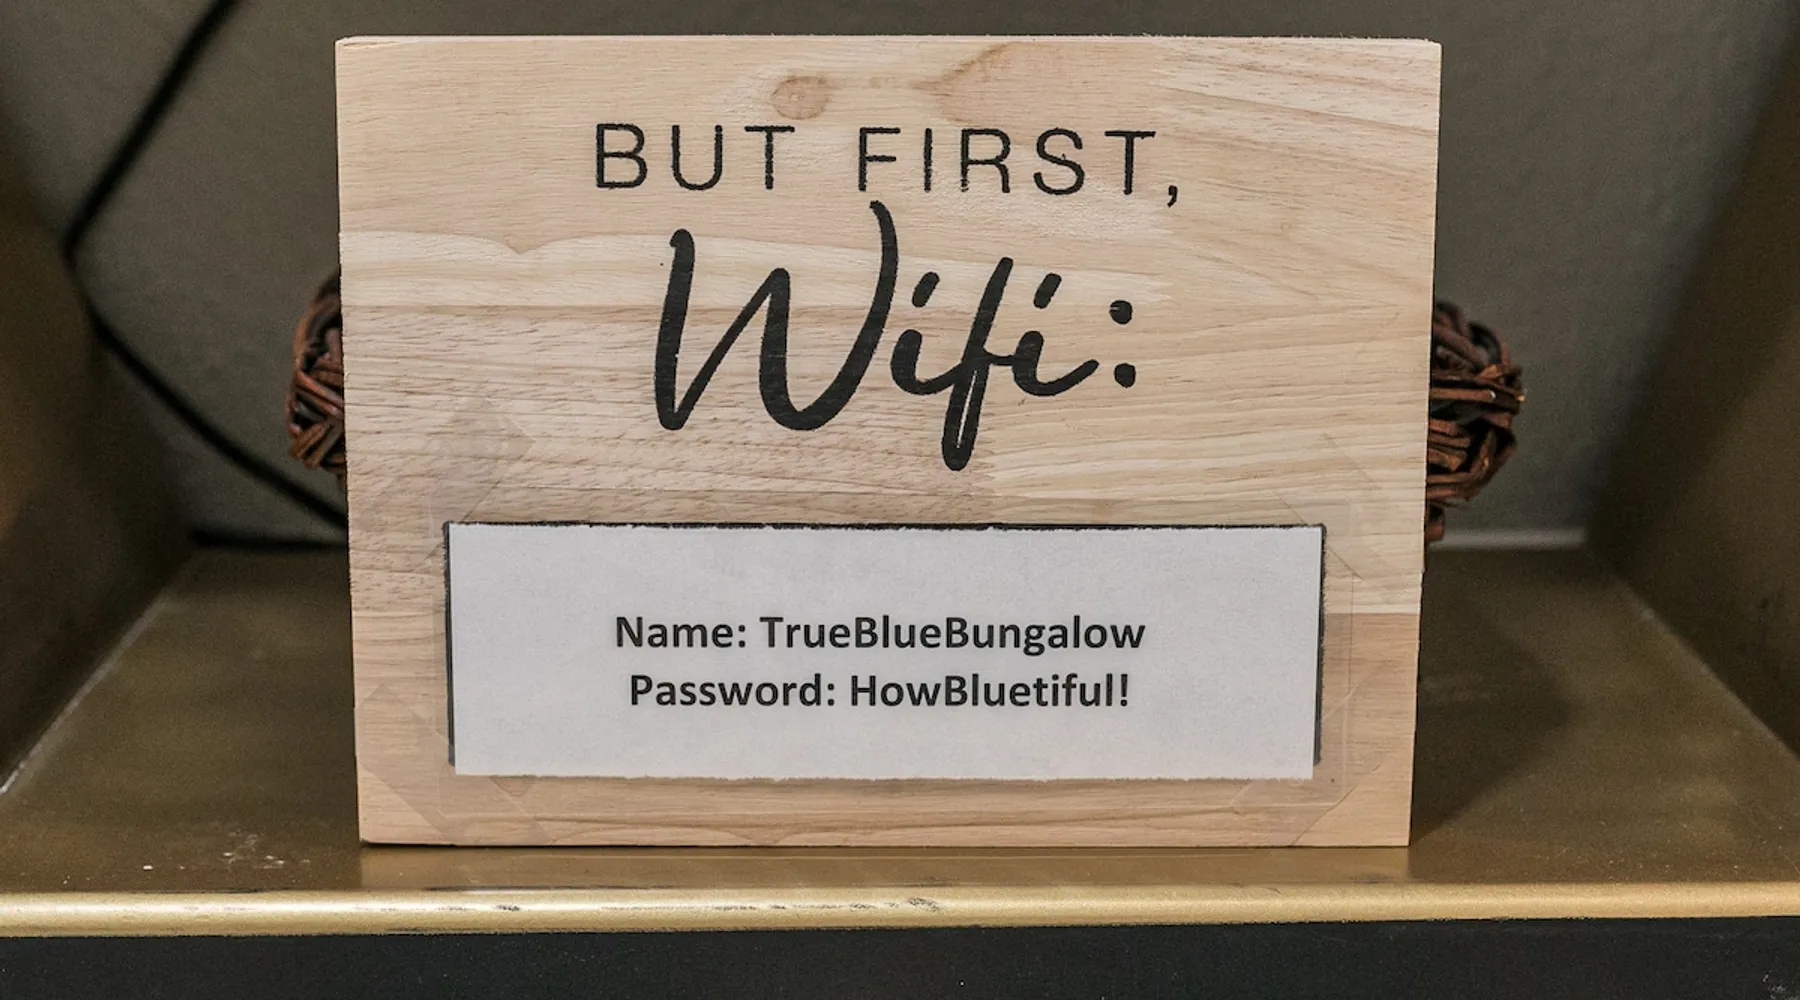 BUT FIRST,
Wifi:
Name: TrueBlueBungalow
Password: HowBluetiful!